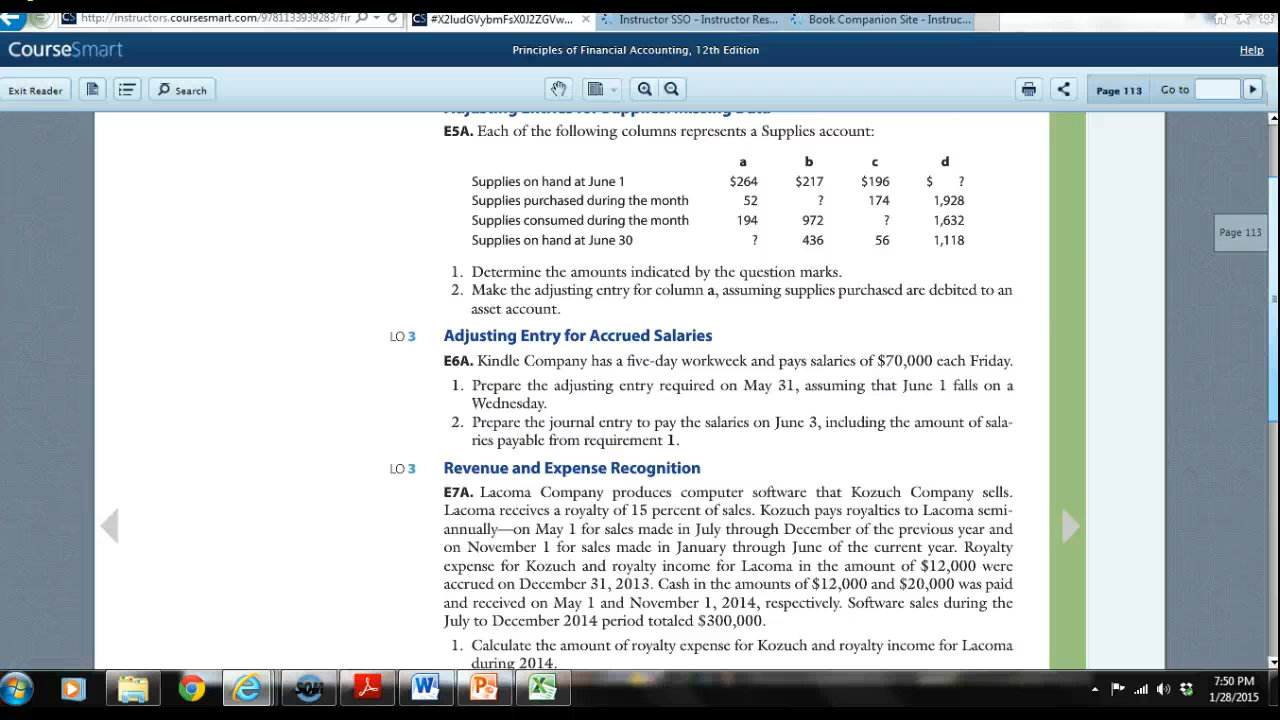 http://instructors.coursesmart.com/9781133939283/fir
CS #X2ludGVybmFsX0J2ZGVw...
Instructor SSO - Instructor Res...
Book Companion Site - Instruc...
CourseSmart
Principles of Financial Accounting, 12th Edition
Help
Exit Reader
Search
Page 113
Go to
Adjusting Entries for Supplies: Missing Data
E5A. Each of the following columns represents a Supplies account:
a b c d
Supplies on hand at June 1 $264 $217 $196 $ ?
Supplies purchased during the month 52 ? 174 1,928
Supplies consumed during the month 194 972 ? 1,632
Supplies on hand at June 30 ? 436 56 1,118
Page 113
1. Determine the amounts indicated by the question marks.
2. Make the adjusting entry for column a, assuming supplies purchased are debited to an
asset account.
LO 3 Adjusting Entry for Accrued Salaries
E6A. Kindle Company has a five-day workweek and pays salaries of $70,000 each Friday.
1. Prepare the adjusting entry required on May 31, assuming that June 1 falls on a
Wednesday.
2. Prepare the journal entry to pay the salaries on June 3, including the amount of sala-
ries payable from requirement 1.
LO 3 Revenue and Expense Recognition
E7A. Lacoma Company produces computer software that Kozuch Company sells.
Lacoma receives a royalty of 15 percent of sales. Kozuch pays royalties to Lacoma semi-
annually—on May 1 for sales made in July through December of the previous year and
on November 1 for sales made in January through June of the current year. Royalty
expense for Kozuch and royalty income for Lacoma in the amount of $12,000 were
accrued on December 31, 2013. Cash in the amounts of $12,000 and $20,000 was paid
and received on May 1 and November 1, 2014, respectively. Software sales during the
July to December 2014 period totaled $300,000.
1. Calculate the amount of royalty expense for Kozuch and royalty income for Lacoma
during 2014.
7:50 PM
1/28/2015